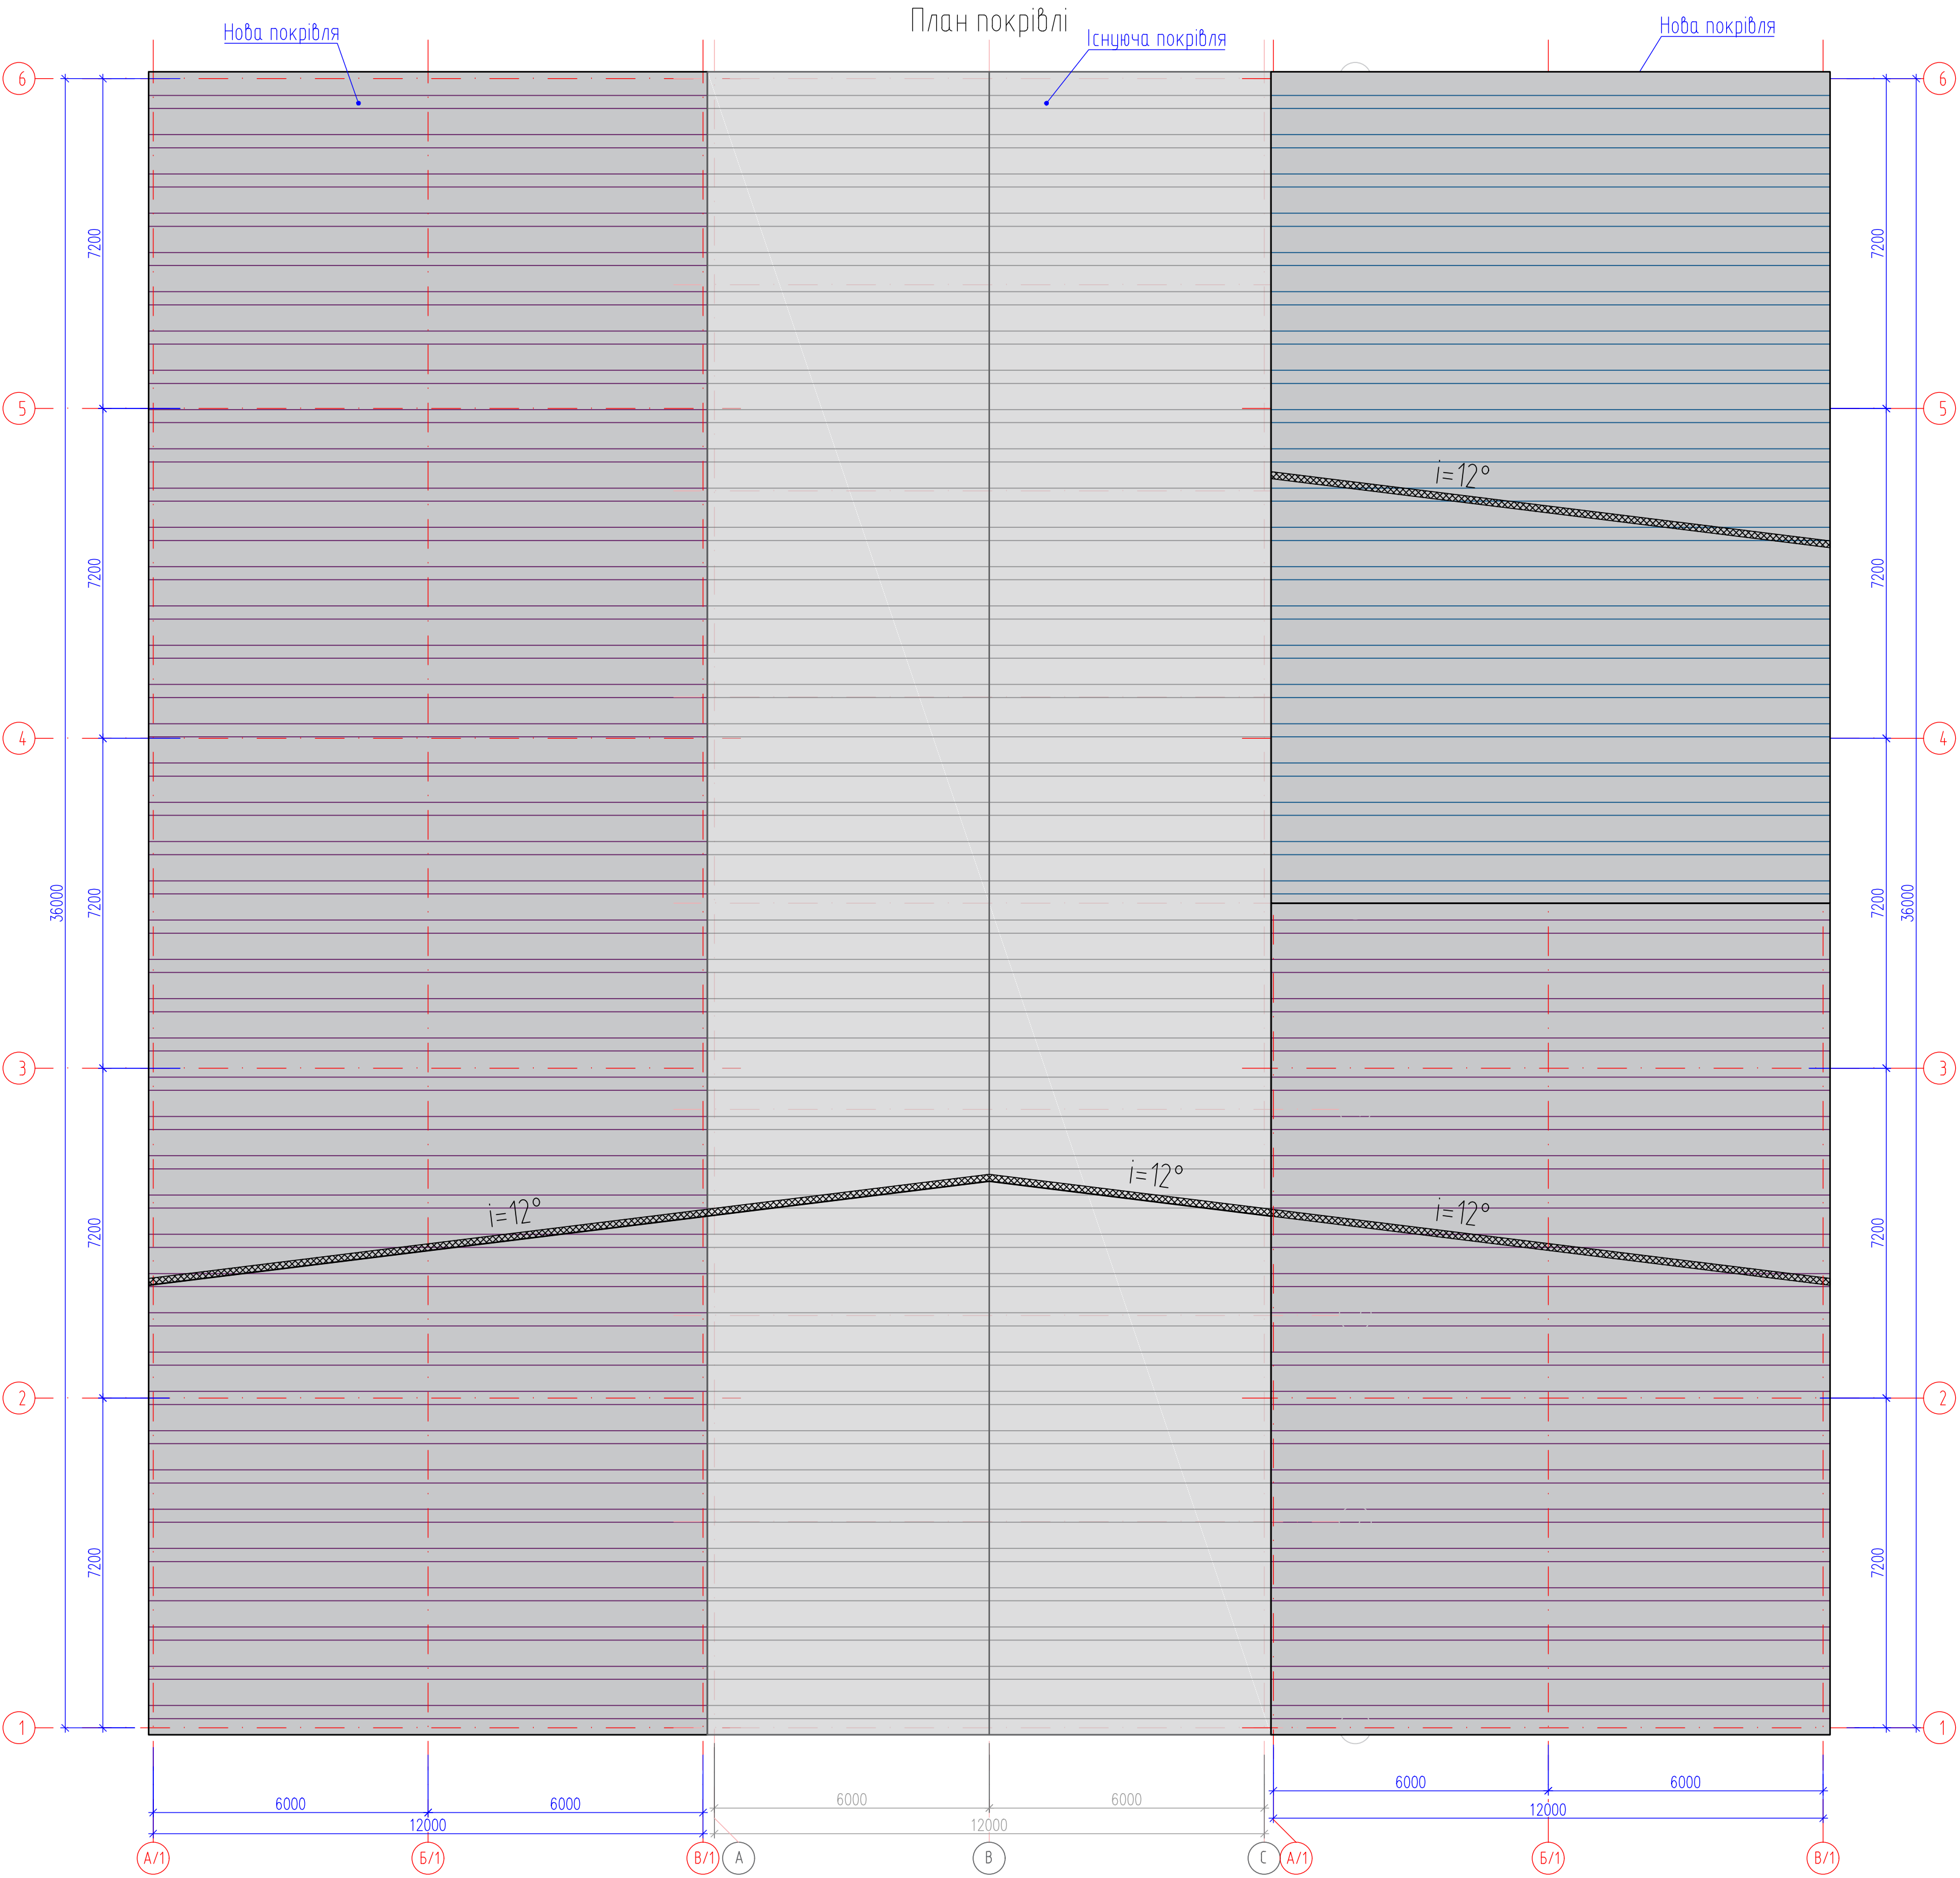 План покрівлі
Нова покрівля
Існуюча покрівля
Нова покрівля
6
6
7200
7200
5
5
i=12°
7200
7200
4
4
36000
7200
7200
36000
3
3
i=12°
i=12°
i=12°
7200
7200
2
2
7200
7200
1
1
6000
6000
6000
6000
6000
6000
12000
12000
12000
А/1
Б/1
В/1
А
В
С
А/1
Б/1
В/1